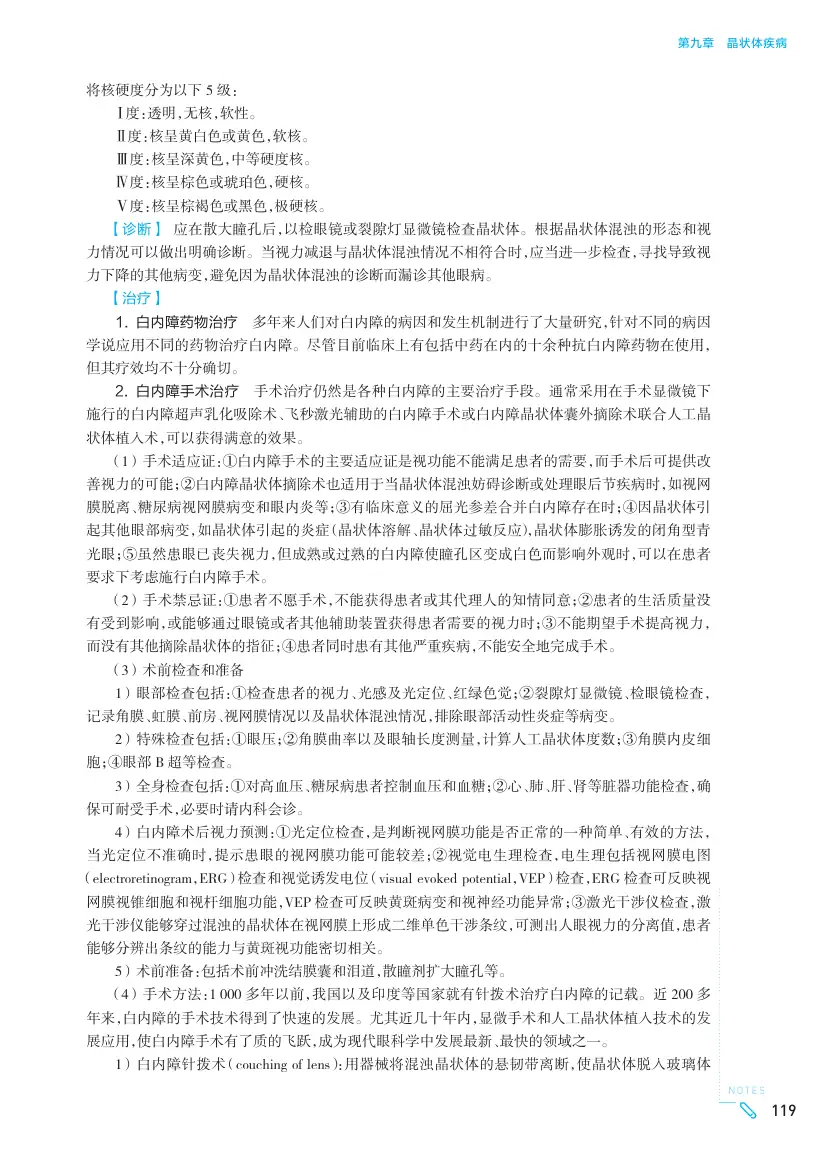 第九章 晶状体疾病
将核硬度分为以下 5 级：
Ⅰ度：透明，无核，软性。
Ⅱ度：核呈黄白色或黄色，软核。
Ⅲ度：核呈深黄色，中等硬度核。
Ⅳ度：核呈棕色或琥珀色，硬核。
Ⅴ度：核呈棕褐色或黑色，极硬核。
【诊断】 应在散大瞳孔后，以检眼镜或裂隙灯显微镜检查晶状体。根据晶状体混浊的形态和视
力情况可以做出明确诊断。当视力减退与晶状体混浊情况不相符合时，应当进一步检查，寻找导致视
力下降的其他病变，避免因为晶状体混浊的诊断而漏诊其他眼病。
【治疗】
1. 白内障药物治疗 多年来人们对白内障的病因和发生机制进行了大量研究，针对不同的病因
学说应用不同的药物治疗白内障。尽管目前临床上有包括中药在内的十余种抗白内障药物在使用，
但其疗效均不十分确切。
2. 白内障手术治疗 手术治疗仍然是各种白内障的主要治疗手段。通常采用在手术显微镜下
施行的白内障超声乳化吸除术、飞秒激光辅助的白内障手术或白内障晶状体囊外摘除术联合人工晶
状体植入术，可以获得满意的效果。
（1）手术适应证：①白内障手术的主要适应证是视功能不能满足患者的需要，而手术后可提供改
善视力的可能；②白内障晶状体摘除术也适用于当晶状体混浊妨碍诊断或处理眼后节疾病时，如视网
膜脱离、糖尿病视网膜病变和眼内炎等；③有临床意义的屈光参差合并白内障存在时；④因晶状体引
起其他眼部病变，如晶状体引起的炎症（晶状体溶解、晶状体过敏反应），晶状体膨胀诱发的闭角型青
光眼；⑤虽然患眼已丧失视力，但成熟或过熟的白内障使瞳孔区变成白色而影响外观时，可以在患者
要求下考虑施行白内障手术。
（2）手术禁忌证：①患者不愿手术，不能获得患者或其代理人的知情同意；②患者的生活质量没
有受到影响，或能够通过眼镜或者其他辅助装置获得患者需要的视力时；③不能期望手术提高视力，
而没有其他摘除晶状体的指征；④患者同时患有其他严重疾病，不能安全地完成手术。
（3）术前检查和准备
1）眼部检查包括：①检查患者的视力、光感及光定位、红绿色觉；②裂隙灯显微镜、检眼镜检查，
记录角膜、虹膜、前房、视网膜情况以及晶状体混浊情况，排除眼部活动性炎症等病变。
2）特殊检查包括：①眼压；②角膜曲率以及眼轴长度测量，计算人工晶状体度数；③角膜内皮细
胞；④眼部 B 超等检查。
3）全身检查包括：①对高血压、糖尿病患者控制血压和血糖；②心、肺、肝、肾等脏器功能检查，确
保可耐受手术，必要时请内科会诊。
4）白内障术后视力预测：①光定位检查，是判断视网膜功能是否正常的一种简单、有效的方法，
当光定位不准确时，提示患眼的视网膜功能可能较差；②视觉电生理检查，电生理包括视网膜电图
（electroretinogram，ERG）检查和视觉诱发电位（visual evoked potential，VEP）检查，ERG 检查可反映视
网膜视锥细胞和视杆细胞功能，VEP 检查可反映黄斑病变和视神经功能异常；③激光干涉仪检查，激
光干涉仪能够穿过混浊的晶状体在视网膜上形成二维单色干涉条纹，可测出人眼视力的分离值，患者
能够分辨出条纹的能力与黄斑视功能密切相关。
5）术前准备：包括术前冲洗结膜囊和泪道，散瞳剂扩大瞳孔等。
（4）手术方法：1 000 多年以前，我国以及印度等国家就有针拨术治疗白内障的记载。近 200 多
年来，白内障的手术技术得到了快速的发展。尤其近几十年内，显微手术和人工晶状体植入技术的发
展应用，使白内障手术有了质的飞跃，成为现代眼科学中发展最新、最快的领域之一。
1）白内障针拨术（couching of lens）：用器械将混浊晶状体的悬韧带离断，使晶状体脱入玻璃体
NOTES
119